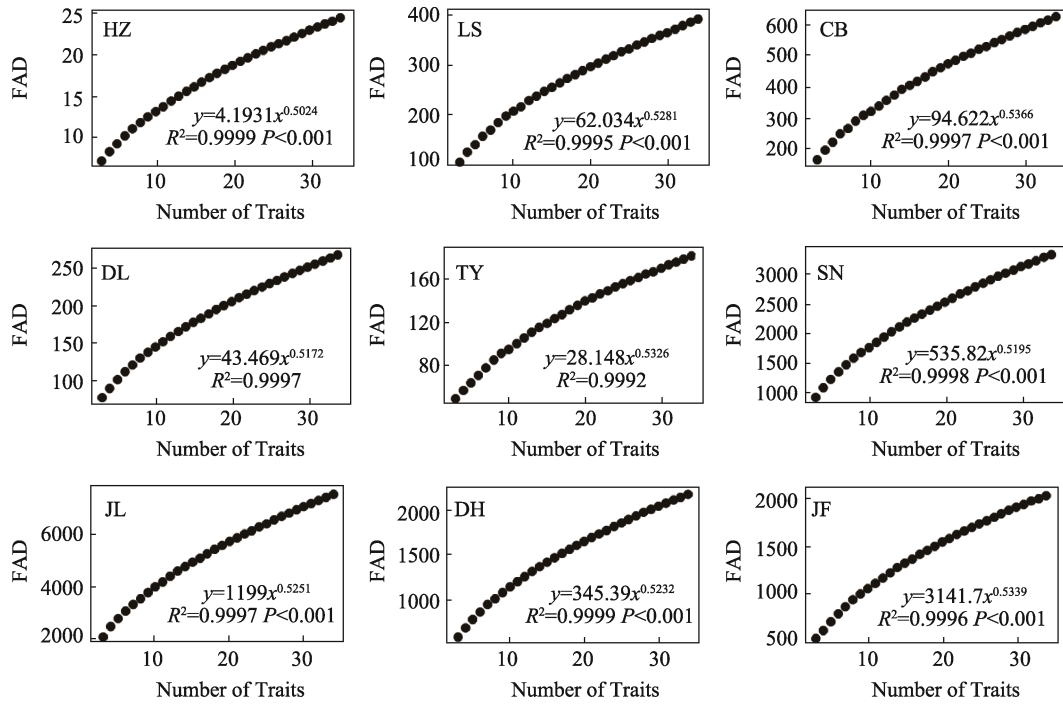 HZ
FAD
25
20
15
10
y=4.1931x^0.5024
R²=0.9999 P<0.001
10 20 30
Number of Traits
LS
FAD
400
300
200
100
y=62.034x^0.5281
R²=0.9995 P<0.001
10 20 30
Number of Traits
CB
FAD
600
500
400
300
200
y=94.622x^0.5366
R²=0.9997 P<0.001
10 20 30
Number of Traits
DL
FAD
250
200
150
100
y=43.469x^0.5172
R²=0.9997
10 20 30
Number of Traits
TY
FAD
160
120
80
y=28.148x^0.5326
R²=0.9992
10 20 30
Number of Traits
SN
FAD
3000
2500
2000
1500
1000
y=535.82x^0.5195
R²=0.9998 P<0.001
10 20 30
Number of Traits
JL
FAD
6000
4000
2000
y=1199x^0.5251
R²=0.9997 P<0.001
10 20 30
Number of Traits
DH
FAD
2000
1500
1000
y=345.39x^0.5232
R²=0.9999 P<0.001
10 20 30
Number of Traits
JF
FAD
2000
1500
1000
500
y=3141.7x^0.5339
R²=0.9996 P<0.001
10 20 30
Number of Traits